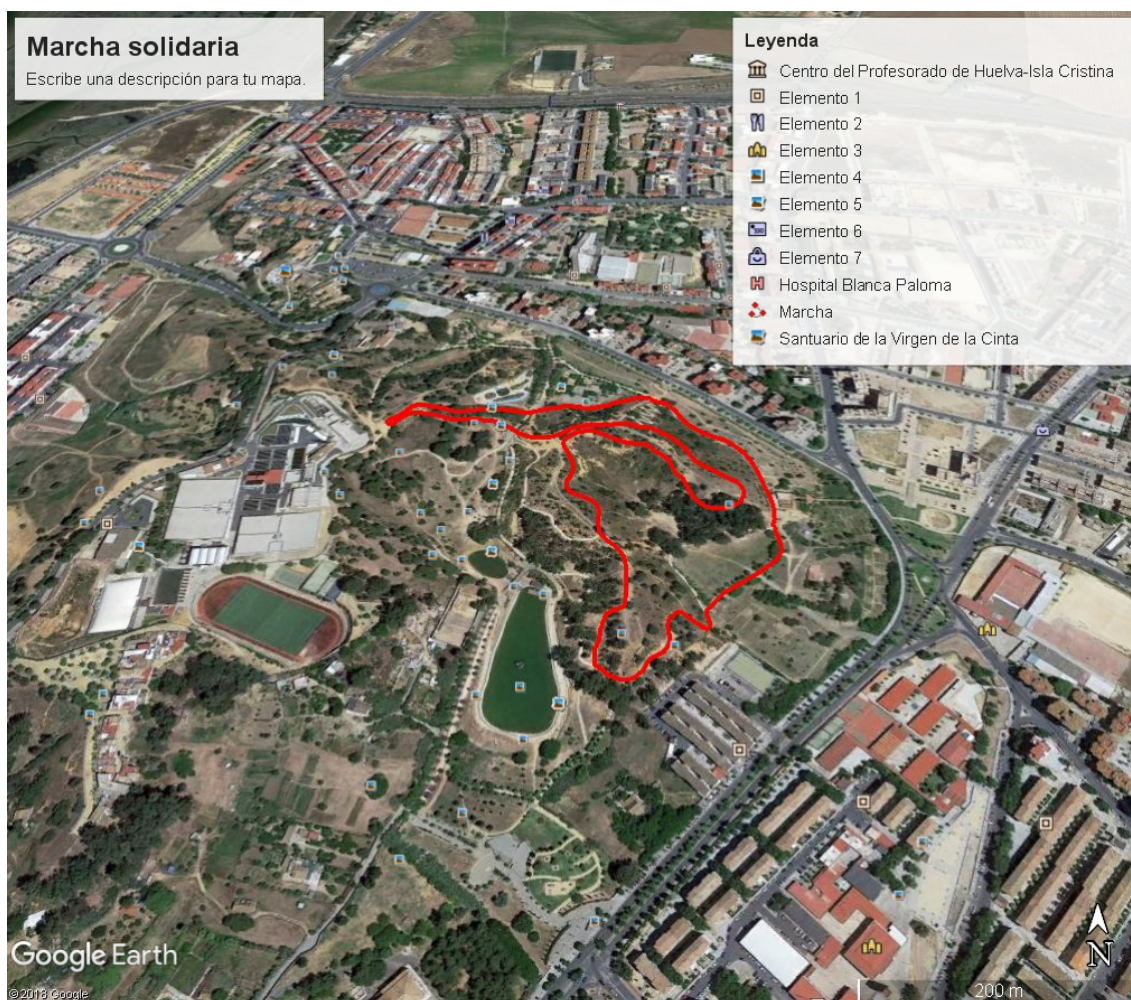 Marcha solidaria
Escribe una descripción para tu mapa.
Leyenda
Centro del Profesorado de Huelva-Isla Cristina
Elemento 1
Elemento 2
Elemento 3
Elemento 4
Elemento 5
Elemento 6
Elemento 7
Hospital Blanca Paloma
Marcha
Santuario de la Virgen de la Cinta
Google Earth
© 2018 Google
N
200 m